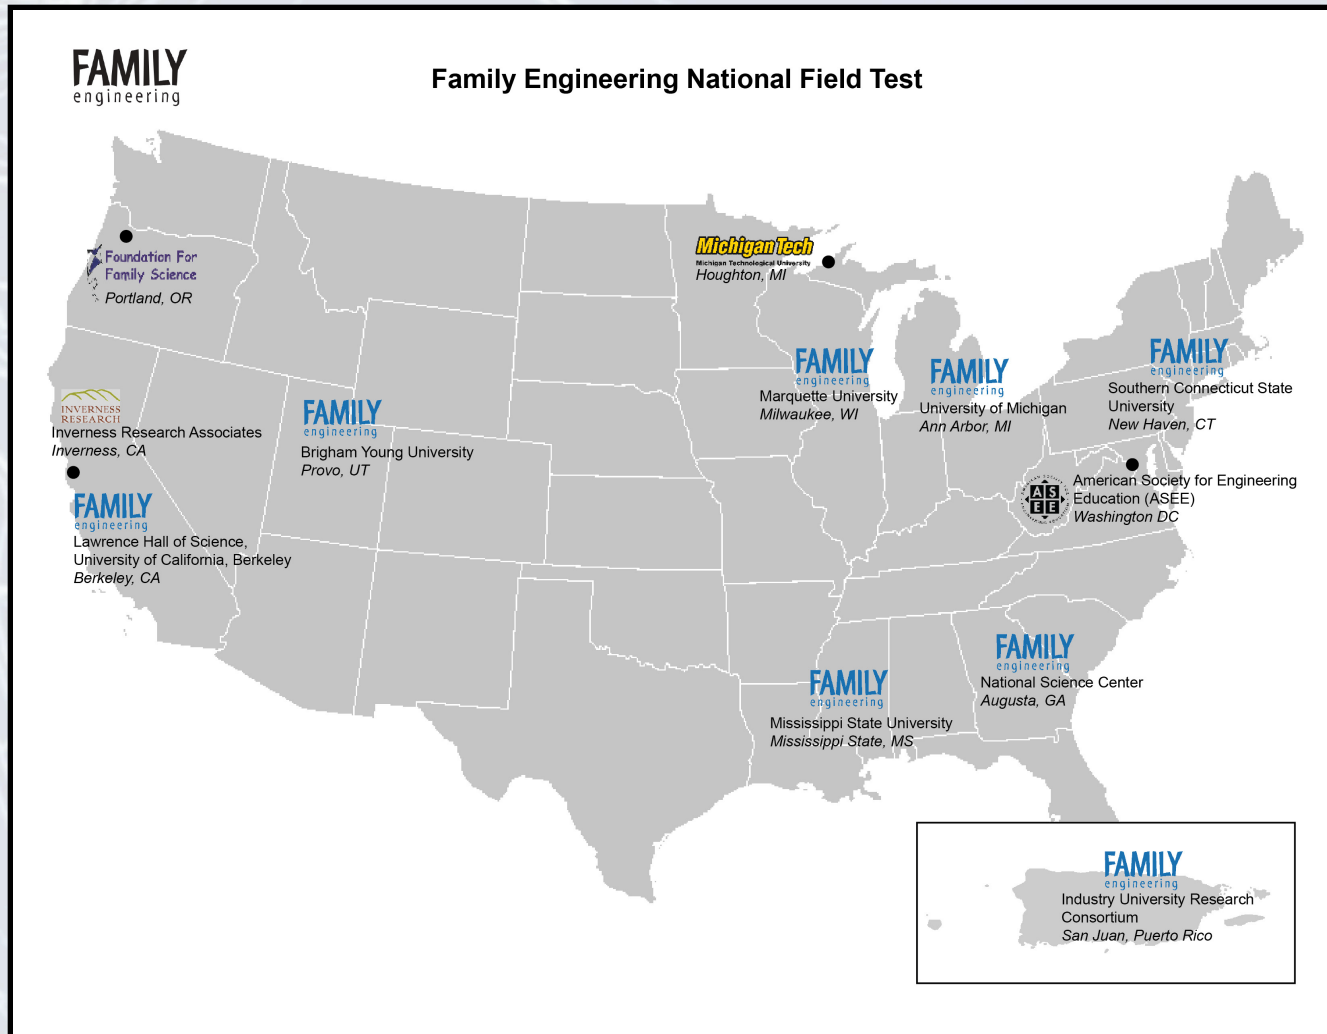 FAMILY
engineering
Family Engineering National Field Test
Foundation For
Family Science
Portland, OR
MichiganTech
Michigan Technological University
Houghton, MI
FAMILY
engineering
Marquette University
Milwaukee, WI
FAMILY
engineering
University of Michigan
Ann Arbor, MI
FAMILY
engineering
Southern Connecticut State
University
New Haven, CT
INVERNESS
RESEARCH
Inverness Research Associates
Inverness, CA
FAMILY
engineering
Brigham Young University
Provo, UT
FAMILY
engineering
Lawrence Hall of Science,
University of California, Berkeley
Berkeley, CA
AS
EE
American Society for Engineering
Education (ASEE)
Washington DC
FAMILY
engineering
National Science Center
Augusta, GA
FAMILY
engineering
Mississippi State University
Mississippi State, MS
FAMILY
engineering
Industry University Research
Consortium
San Juan, Puerto Rico